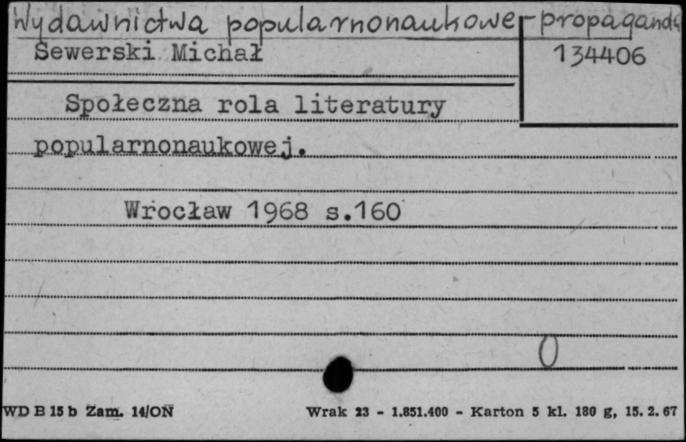 Wydawnictwa popularnonaukowe - propaganda
Sewerski Michał
134406
Społeczna rola literatury
popularnonaukowej.
Wrocław 1968 s.160
0
WD B 15 b Zam. 14/ON
Wrak 23 - 1.851.400 - Karton 5 kl. 180 g, 15. 2. 67